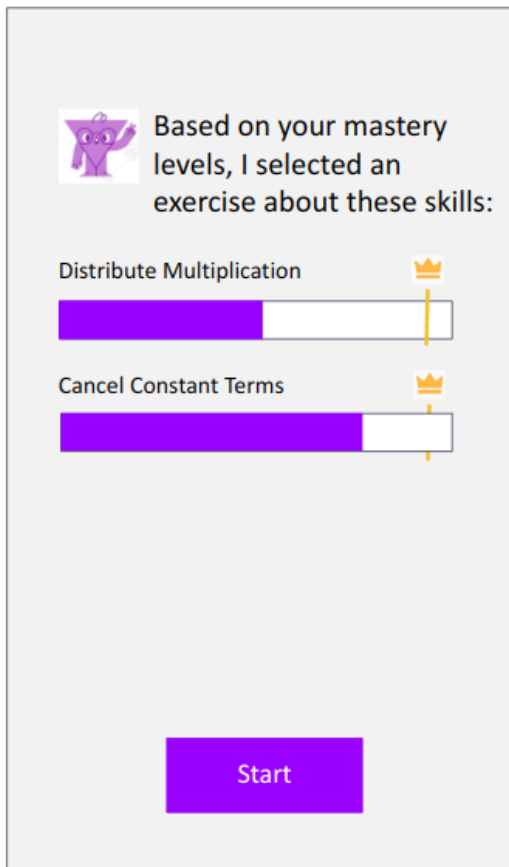 Based on your mastery
levels, I selected an
exercise about these skills:
Distribute Multiplication
Cancel Constant Terms
Start